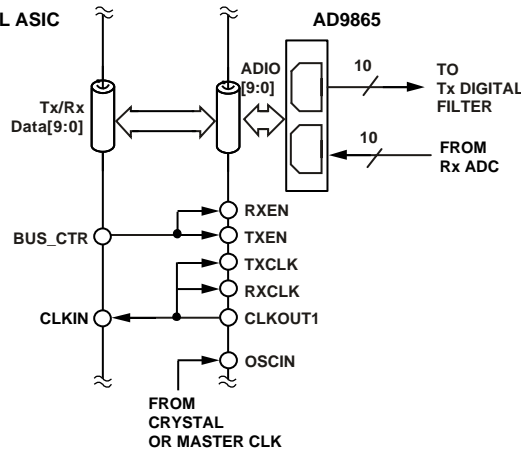 L ASIC
AD9865
ADIO
[9:0]
10
TO
Tx DIGITAL
FILTER
Tx/Rx
Data[9:0]
10
FROM
Rx ADC
RXEN
BUS_CTR
TXEN
TXCLK
RXCLK
CLKIN
CLKOUT1
OSCIN
FROM
CRYSTAL
OR MASTER CLK